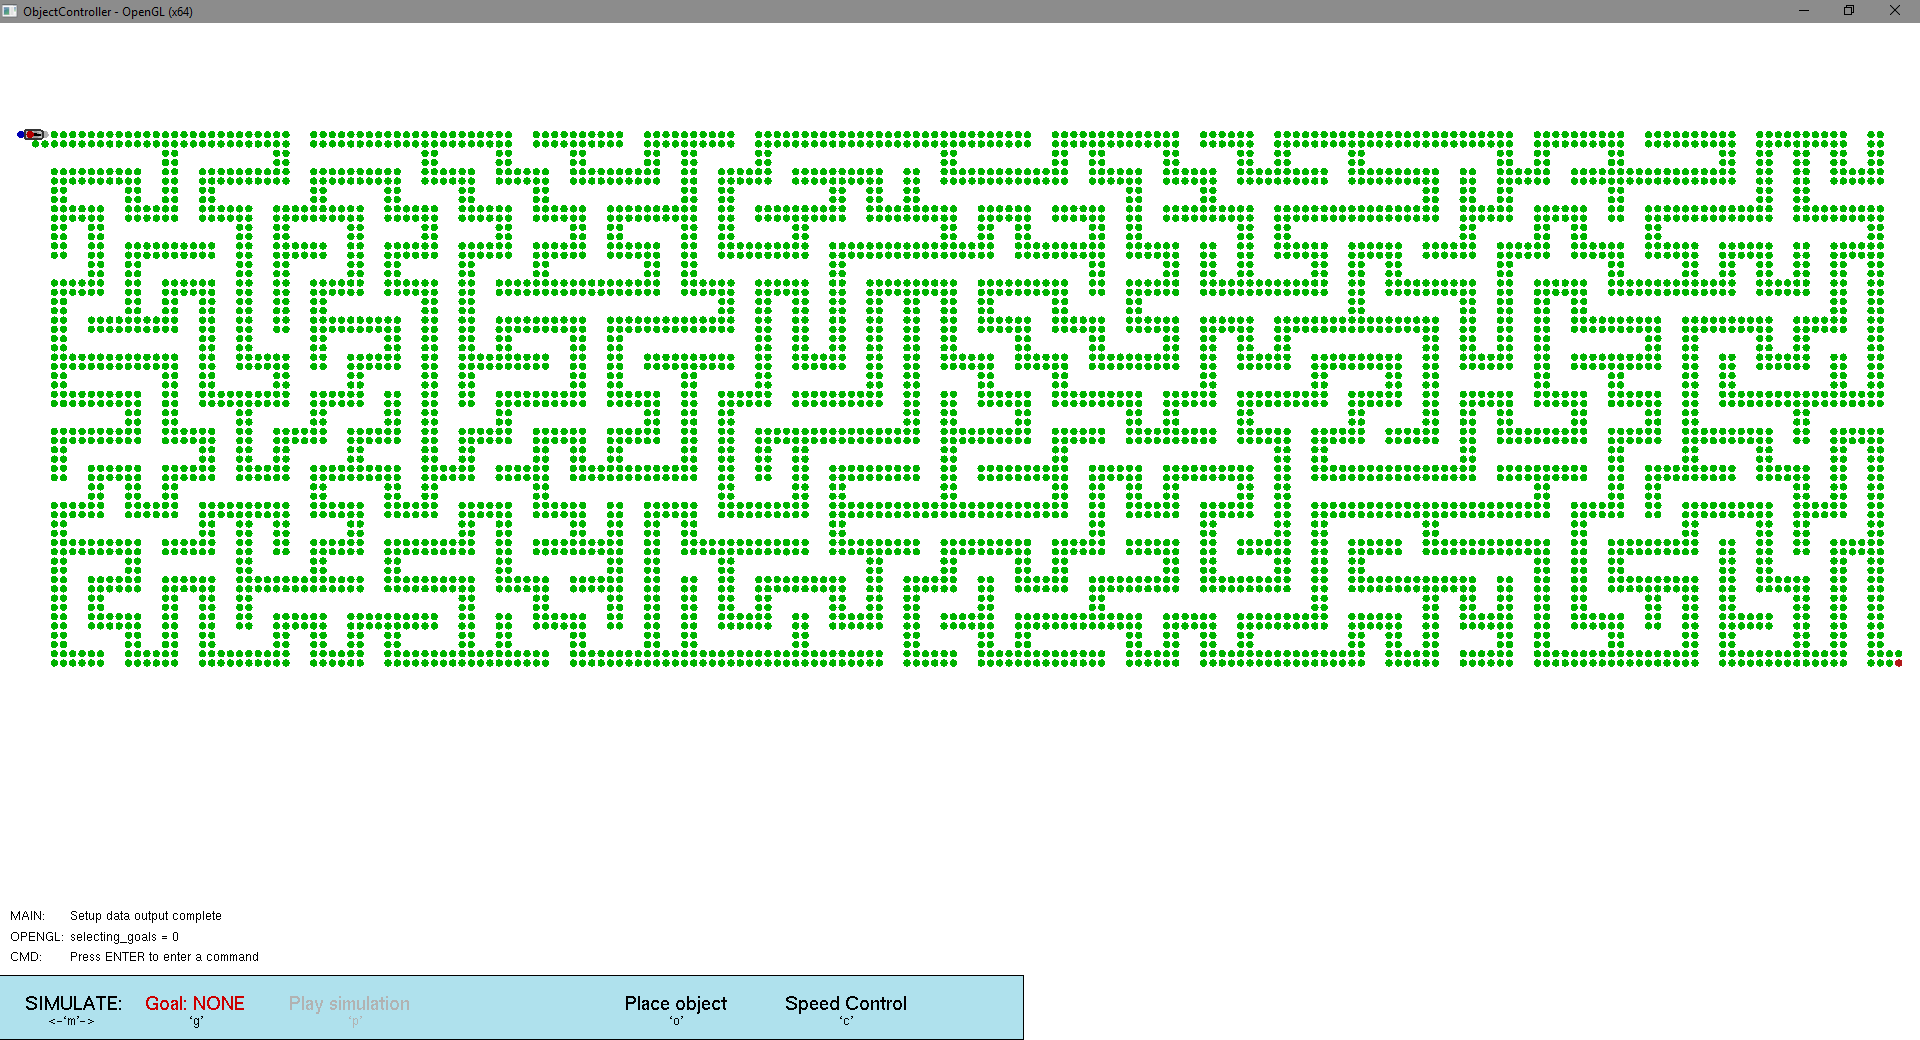 ObjectController - OpenGL (x64)
MAIN: Setup data output complete
OPENGL: selecting_goals = 0
CMD: Press ENTER to enter a command
SIMULATE: Goal: NONE Play simulation Place object Speed Control
<-'m'-> 'g' 'p' 'o' 'c'